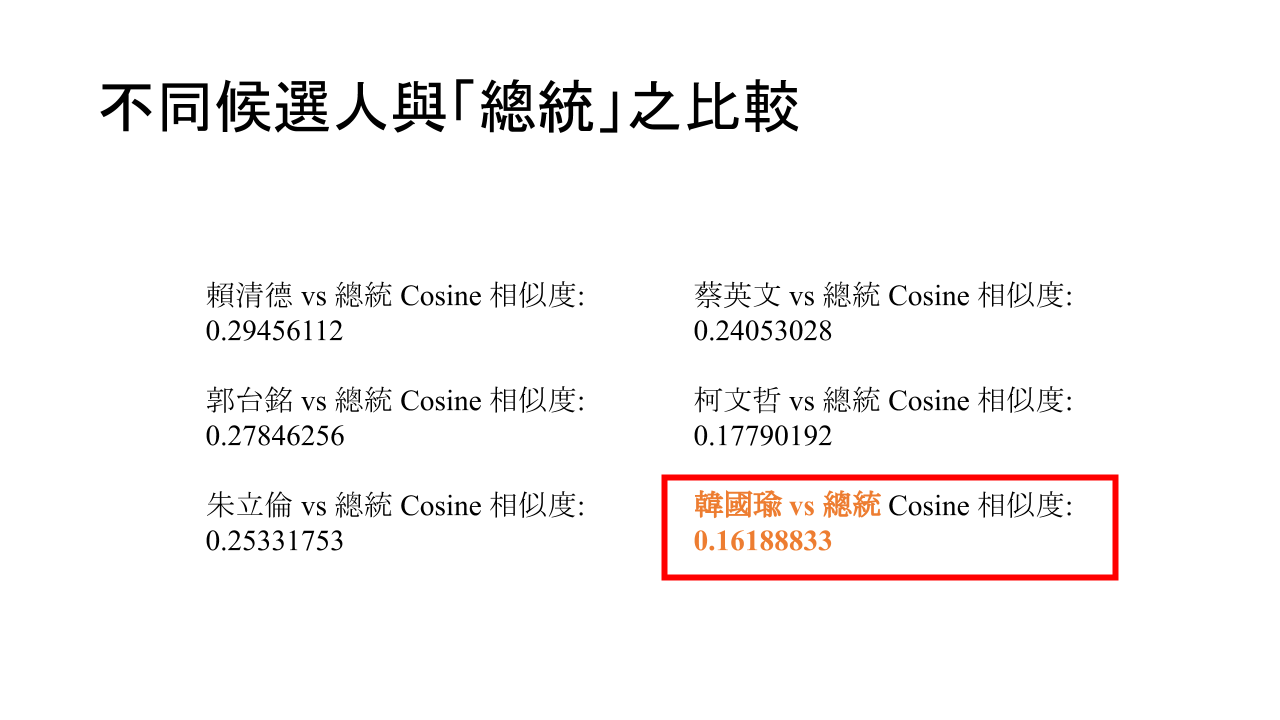 不同候選人與「總統」之比較
賴清德 vs 總統 Cosine 相似度:
0.29456112
郭台銘 vs 總統 Cosine 相似度:
0.27846256
朱立倫 vs 總統 Cosine 相似度:
0.25331753
蔡英文 vs 總統 Cosine 相似度:
0.24053028
柯文哲 vs 總統 Cosine 相似度:
0.17790192
韓國瑜 vs 總統 Cosine 相似度:
0.16188833